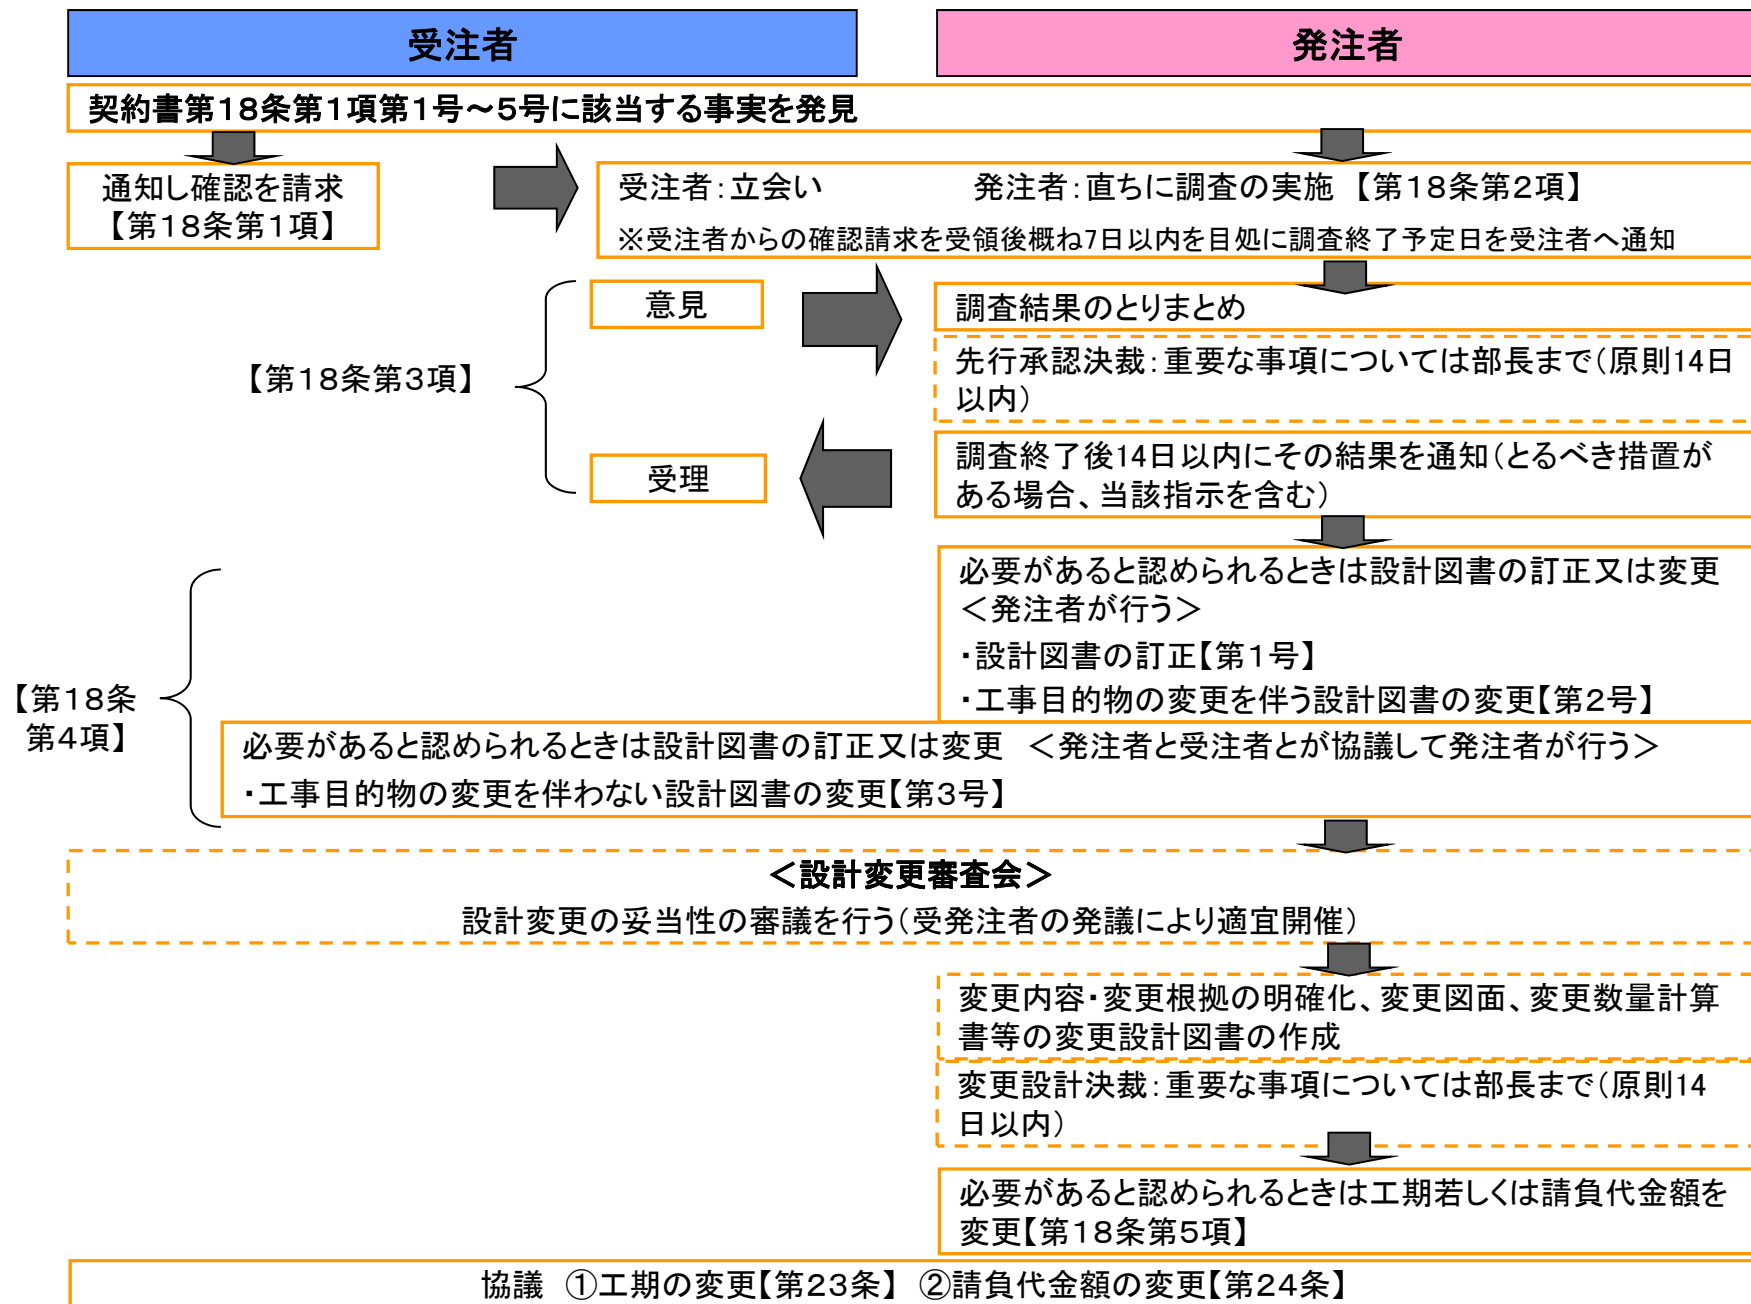 受注者
発注者
契約書第18条第1項第1号～5号に該当する事実を発見
通知し確認を請求
【第18条第1項】
受注者：立会い　　　　発注者：直ちに調査の実施　【第18条第2項】
※受注者からの確認請求を受領後概ね7日以内を目処に調査終了予定日を受注者へ通知
意見
調査結果のとりまとめ
先行承認決裁：重要な事項については部長まで（原則14日
以内）
【第18条第3項】
受理
調査終了後14日以内にその結果を通知（とるべき措置が
ある場合、当該指示を含む）
必要があると認められるときは設計図書の訂正又は変更
＜発注者が行う＞
・設計図書の訂正【第1号】
・工事目的物の変更を伴う設計図書の変更【第2号】
【第18条
第4項】
必要があると認められるときは設計図書の訂正又は変更　＜発注者と受注者とが協議して発注者が行う＞
・工事目的物の変更を伴わない設計図書の変更【第3号】
＜設計変更審査会＞
設計変更の妥当性の審議を行う（受発注者の発議により適宜開催）
変更内容・変更根拠の明確化、変更図面、変更数量計算
書等の変更設計図書の作成
変更設計決裁：重要な事項については部長まで（原則14
日以内）
必要があると認められるときは工期若しくは請負代金額を
変更【第18条第5項】
協議　①工期の変更【第23条】　②請負代金額の変更【第24条】